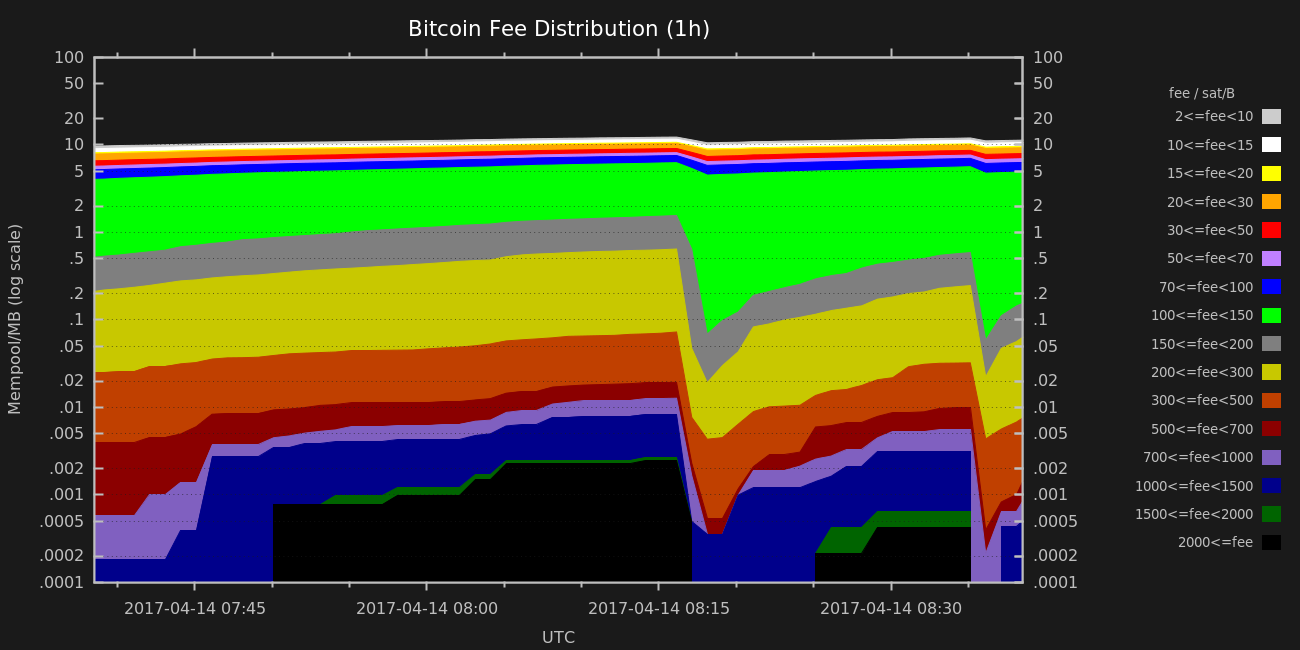 Bitcoin Fee Distribution (1h)
100 100
50 50
20 20
10 10
5 5
2 2
1 1
.5 .5
.2 .2
.1 .1
.05 .05
.02 .02
.01 .01
.005 .005
.002 .002
.001 .001
.0005 .0005
.0002 .0002
.0001 .0001
Mempool/MB (log scale)
2017-04-14 07:45 2017-04-14 08:00 2017-04-14 08:15 2017-04-14 08:30
UTC
fee / sat/B
2<=fee<10
10<=fee<15
15<=fee<20
20<=fee<30
30<=fee<50
50<=fee<70
70<=fee<100
100<=fee<150
150<=fee<200
200<=fee<300
300<=fee<500
500<=fee<700
700<=fee<1000
1000<=fee<1500
1500<=fee<2000
2000<=fee